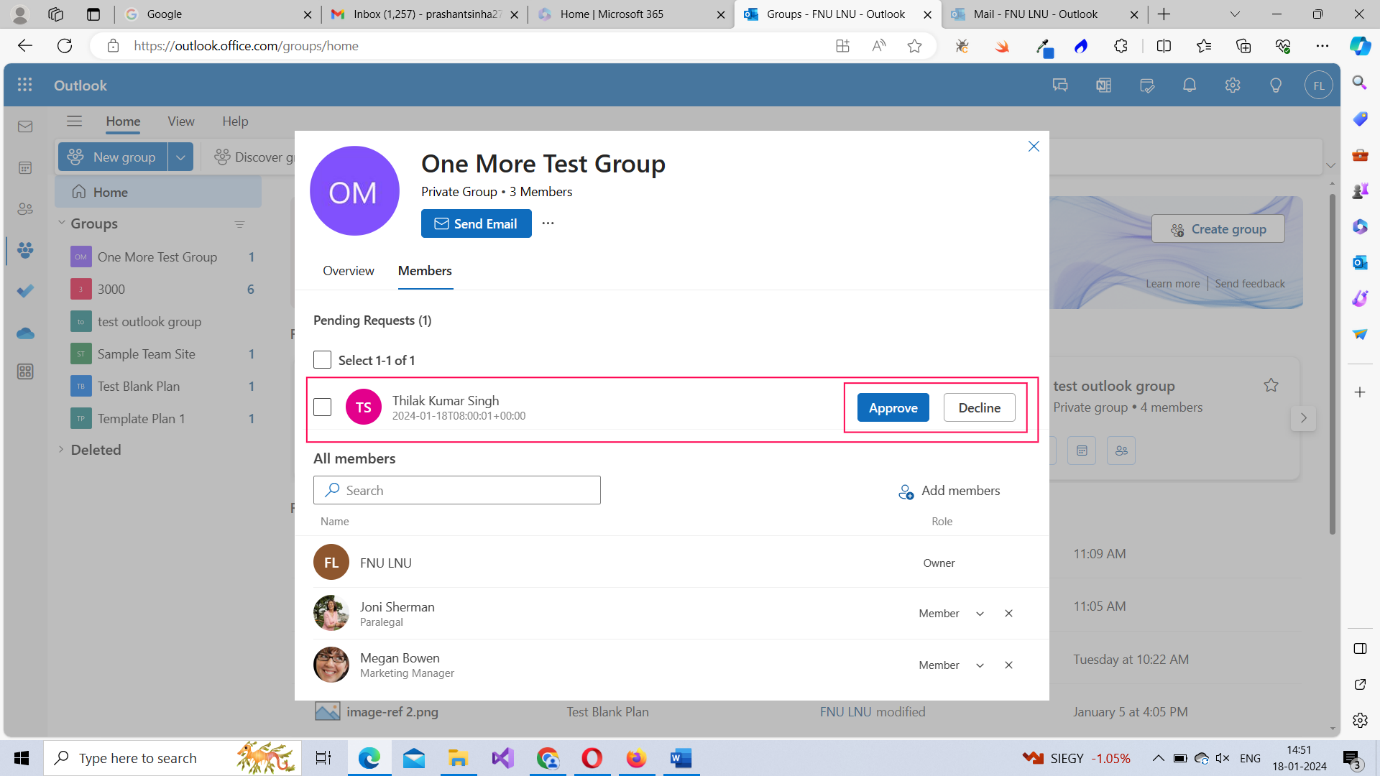 Google
Inbox (1,257) - prashantsinha27
Home | Microsoft 365
Groups - FNU LNU - Outlook
Mail - FNU LNU - Outlook
https://outlook.office.com/groups/home
Outlook
FL
Home
View
Help
New group
Discover gr
Home
Groups
OM
One More Test Group
1
3000
6
test outlook group
ST
Sample Team Site
1
TB
Test Blank Plan
1
TP
Template Plan 1
1
Deleted
OM
One More Test Group
Private Group • 3 Members
Send Email
Overview
Members
Pending Requests (1)
Select 1-1 of 1
TS
Thilak Kumar Singh
2024-01-18T08:00:01+00:00
Approve
Decline
All members
Search
Add members
Name
Role
FL
FNU LNU
Owner
Joni Sherman
Paralegal
Member
Megan Bowen
Marketing Manager
Member
Create group
Learn more
Send feedback
test outlook group
Private group • 4 members
11:09 AM
11:05 AM
Tuesday at 10:22 AM
image-ref 2.png
Test Blank Plan
FNU LNU modified
January 5 at 4:05 PM
Type here to search
SIEGY -1.05%
ENG
14:51
18-01-2024
3